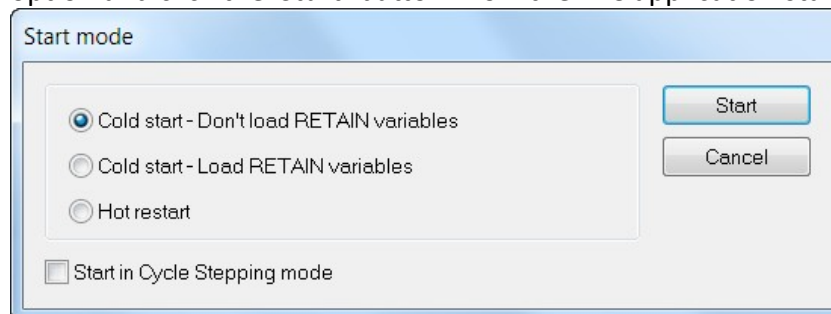 Start mode
Cold start - Don't load RETAIN variables
Cold start - Load RETAIN variables
Hot restart
Start in Cycle Stepping mode
Start
Cancel